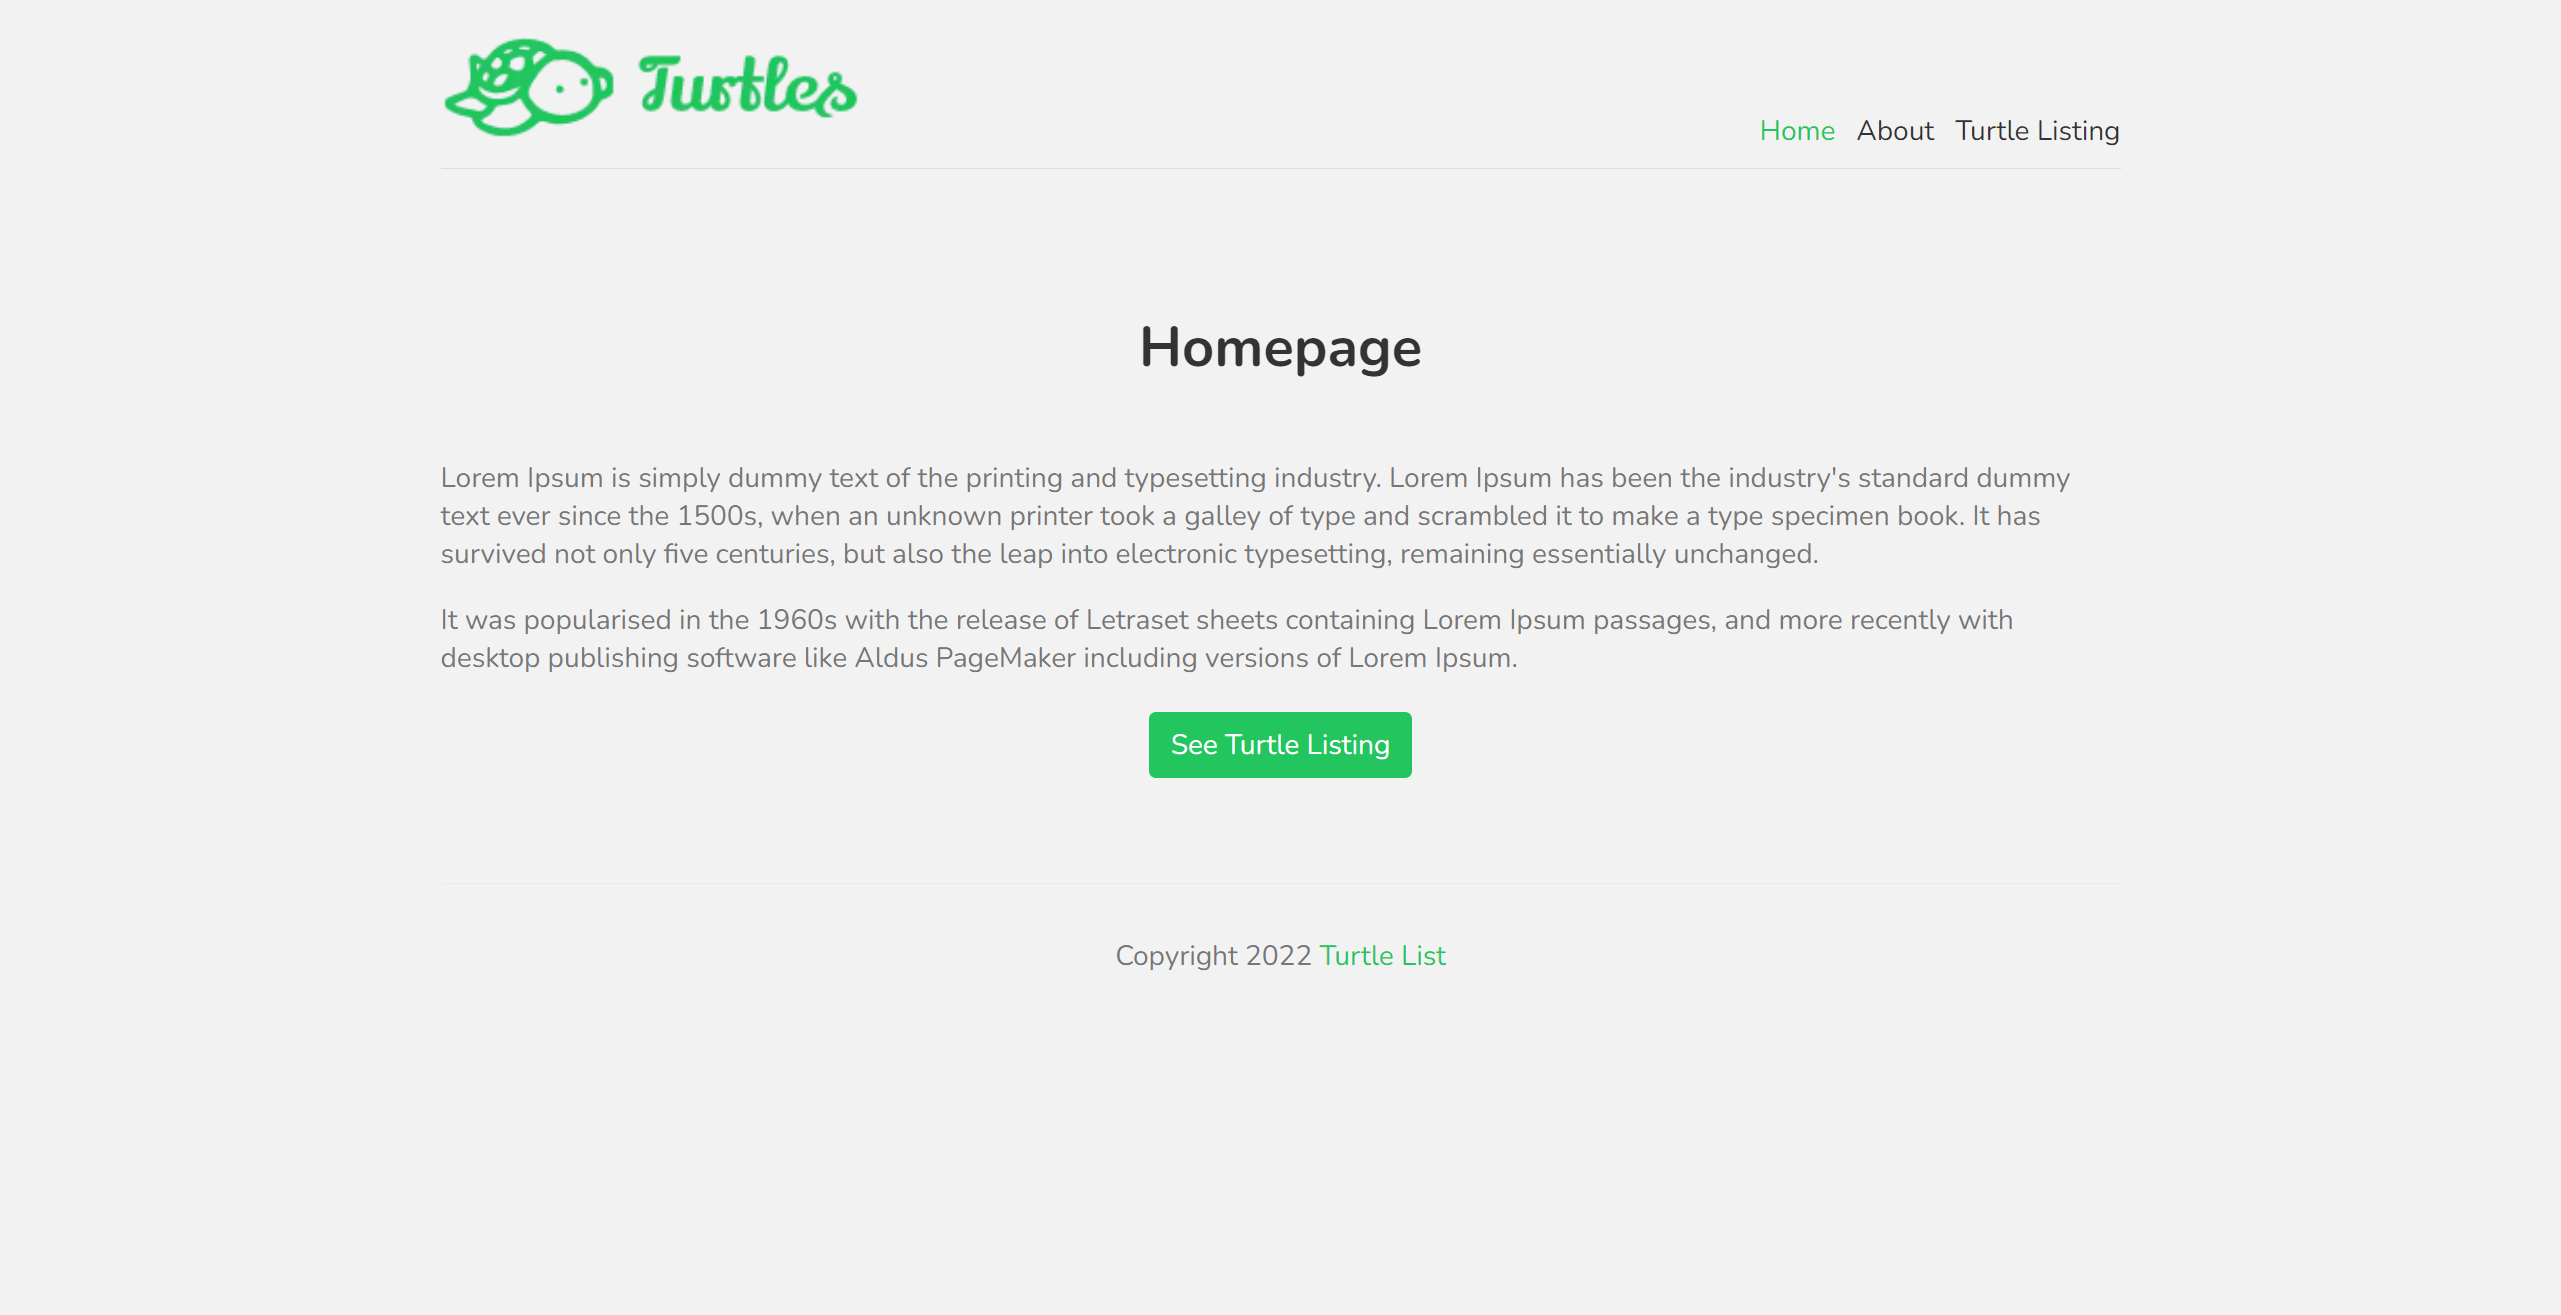 Turtles
Home About Turtle Listing
Homepage
Lorem Ipsum is simply dummy text of the printing and typesetting industry. Lorem Ipsum has been the industry's standard dummy
text ever since the 1500s, when an unknown printer took a galley of type and scrambled it to make a type specimen book. It has
survived not only five centuries, but also the leap into electronic typesetting, remaining essentially unchanged.
It was popularised in the 1960s with the release of Letraset sheets containing Lorem Ipsum passages, and more recently with
desktop publishing software like Aldus PageMaker including versions of Lorem Ipsum.
See Turtle Listing
Copyright 2022 Turtle List